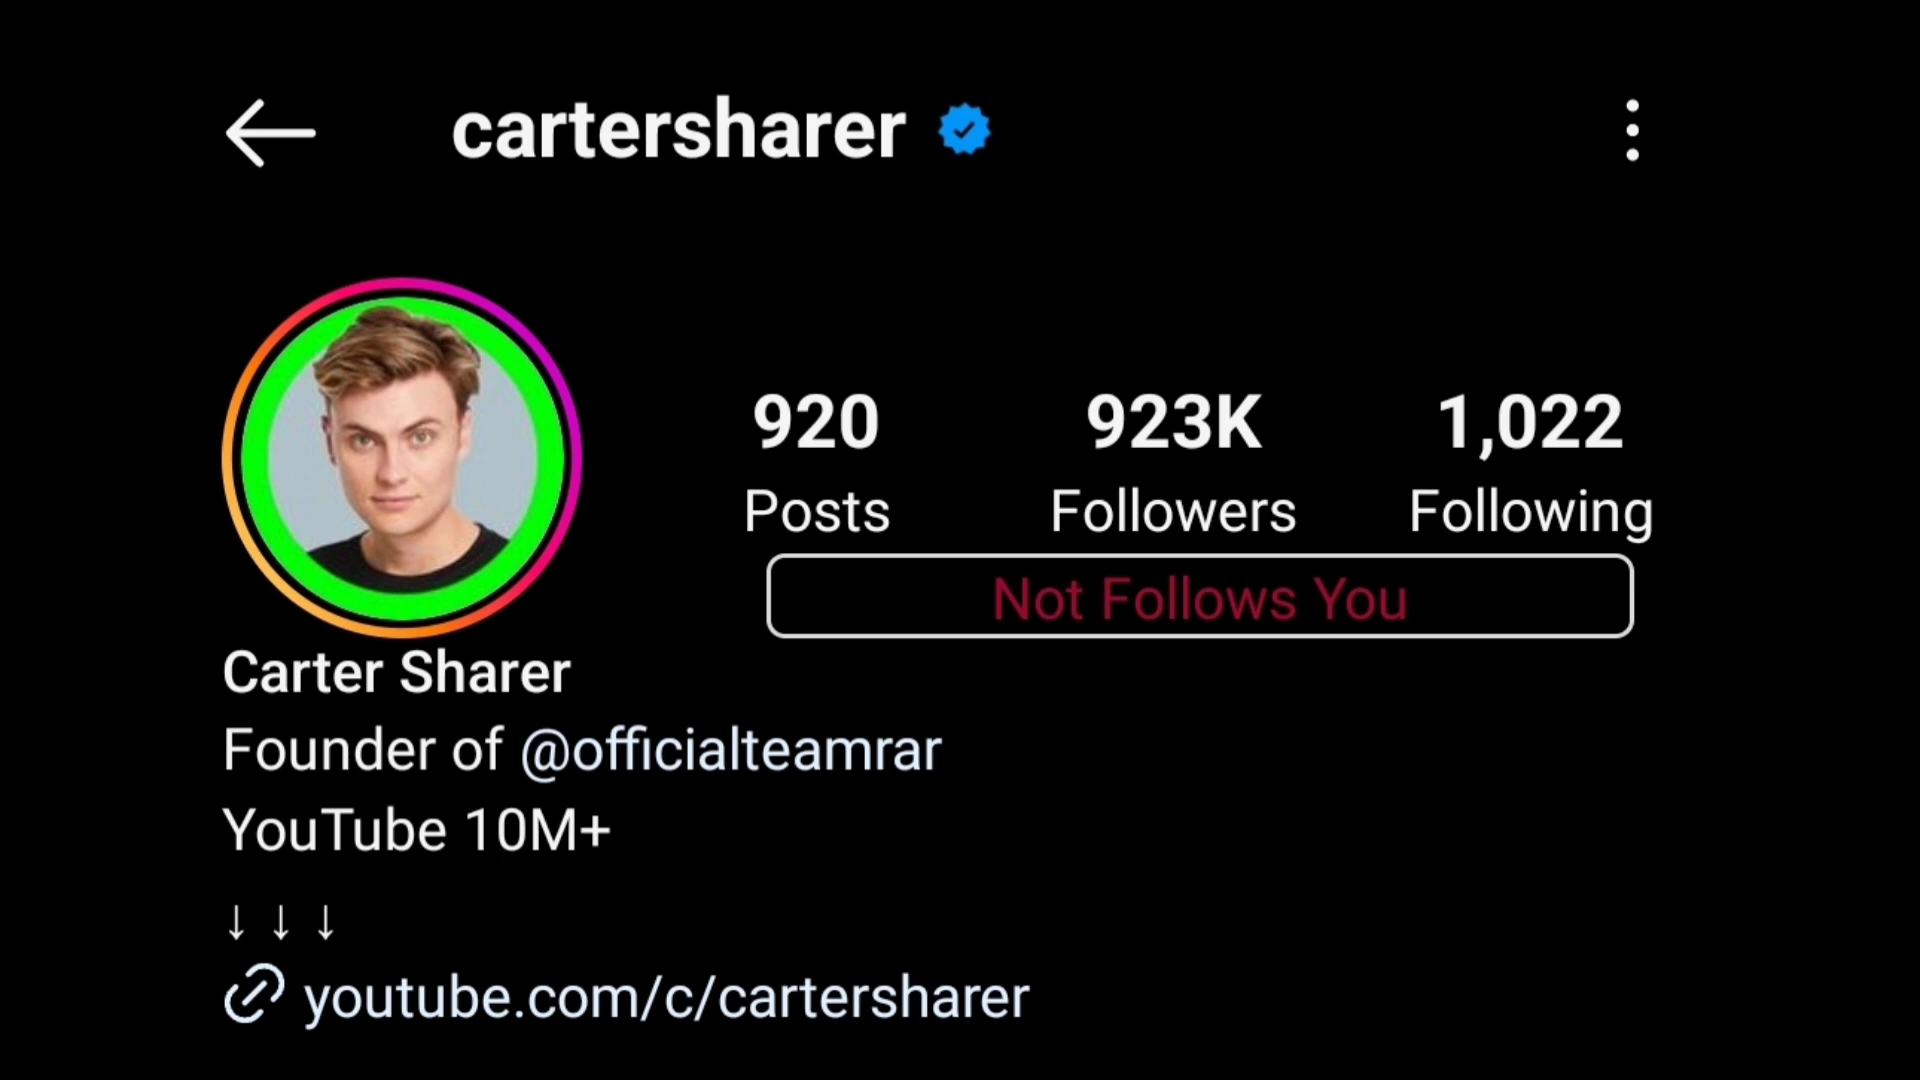 cartersharer
920 923K 1,022
Posts Followers Following
Not Follows You
Carter Sharer
Founder of @officialteamrar
YouTube 10M+
↓ ↓ ↓
youtube.com/c/cartersharer